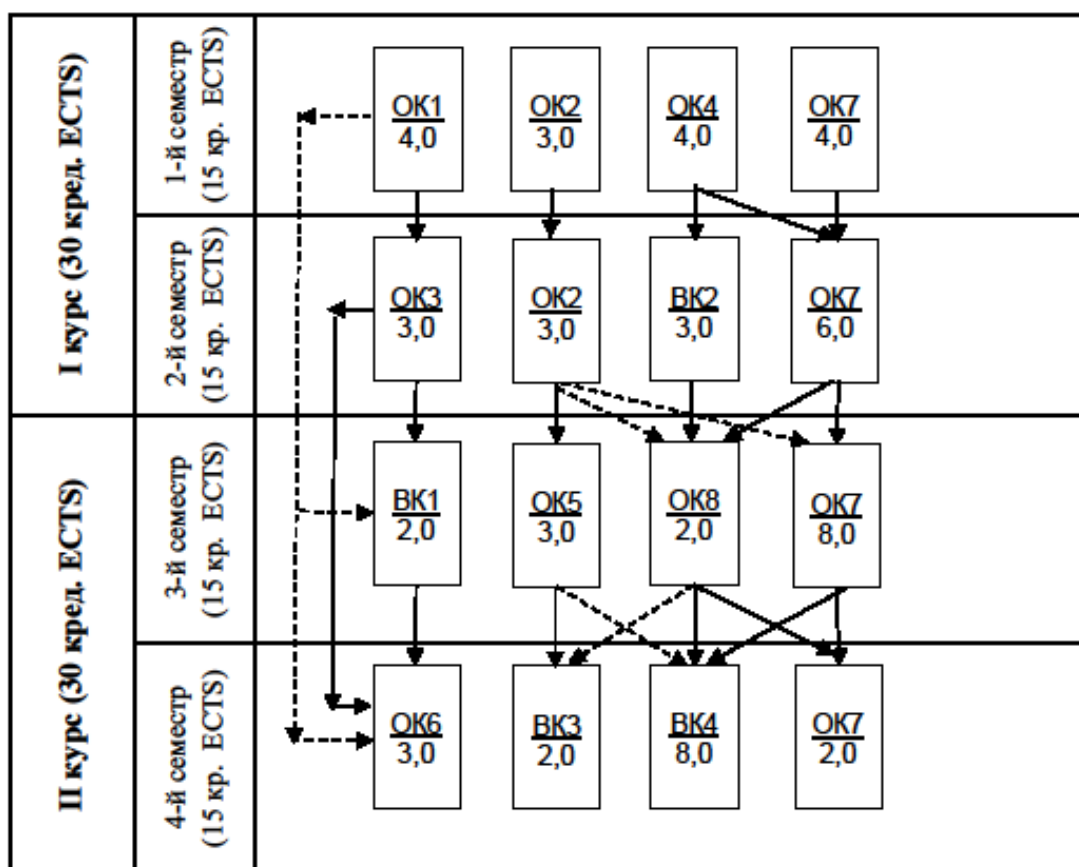 I курс (30 кред. ECTS)
1-й семестр
(15 кр. ECTS)
ОК1
4,0
ОК2
3,0
ОК4
4,0
ОК7
4,0
2-й семестр
(15 кр. ECTS)
ОК3
3,0
ОК2
3,0
ВК2
3,0
ОК7
6,0
II курс (30 кред. ECTS)
3-й семестр
(15 кр. ECTS)
ВК1
2,0
ОК5
3,0
ОК8
2,0
ОК7
8,0
4-й семестр
(15 кр. ECTS)
ОК6
3,0
ВК3
2,0
ВК4
8,0
ОК7
2,0